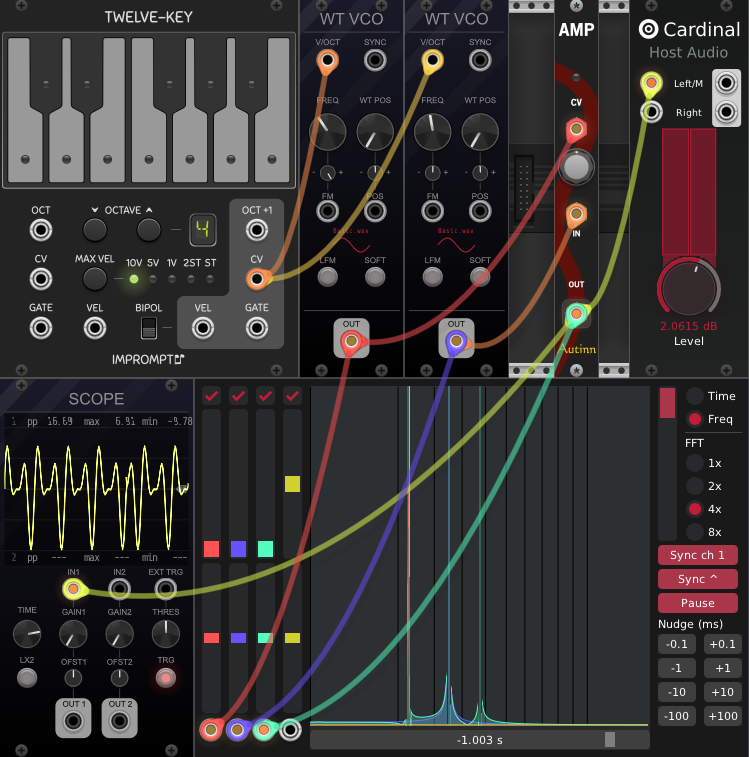 TWELVE-KEY
OCT
OCTAVE
4
OCT +1
CV
MAX VEL
10V 5V 1V 2ST ST
CV
GATE
VEL
BIPOL
VEL
GATE
IMPROMPTU
WT VCO
V/OCT
SYNC
FREQ
WT POS
- +
- +
FM
POS
Basic.wav
LFM
SOFT
OUT
WT VCO
V/OCT
SYNC
FREQ
WT POS
- +
- +
FM
POS
Basic.wav
LFM
SOFT
OUT
AMP
CV
IN
OUT
Autinn
Cardinal
Host Audio
Left/M
Right
2.0615 dB
Level
SCOPE
1 pp 16.69 max 6.91 min -9.78
2 pp --- max --- min ---
IN1
IN2
EXT TRG
TIME
GAIN1
GAIN2
THRES
LX2
OFST1
OFST2
TRG
OUT 1
OUT 2
-1.003 s
Time
Freq
FFT
1x
2x
4x
8x
Sync ch 1
Sync ^
Pause
Nudge (ms)
-0.1 +0.1
-1 +1
-10 +10
-100 +100